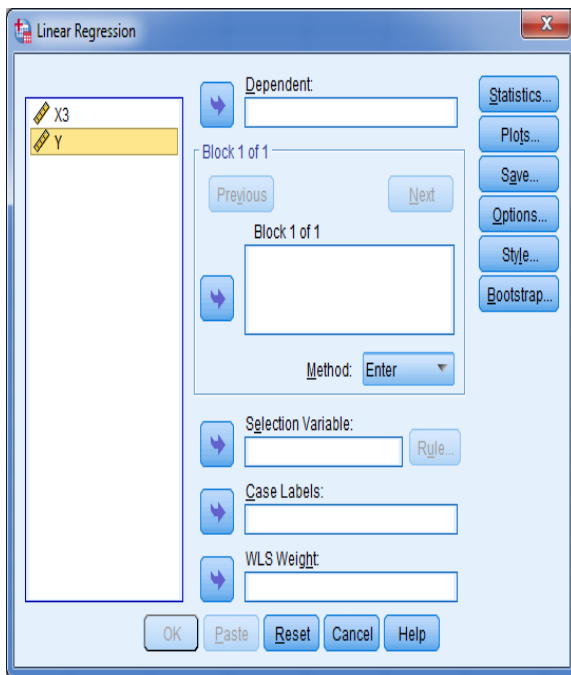 Linear Regression
X
X3
Y
Dependent:
Block 1 of 1
Previous
Next
Block 1 of 1
Method:
Enter
Selection Variable:
Rule...
Case Labels:
WLS Weight:
Statistics...
Plots...
Save...
Options...
Style...
Bootstrap...
OK
Paste
Reset
Cancel
Help